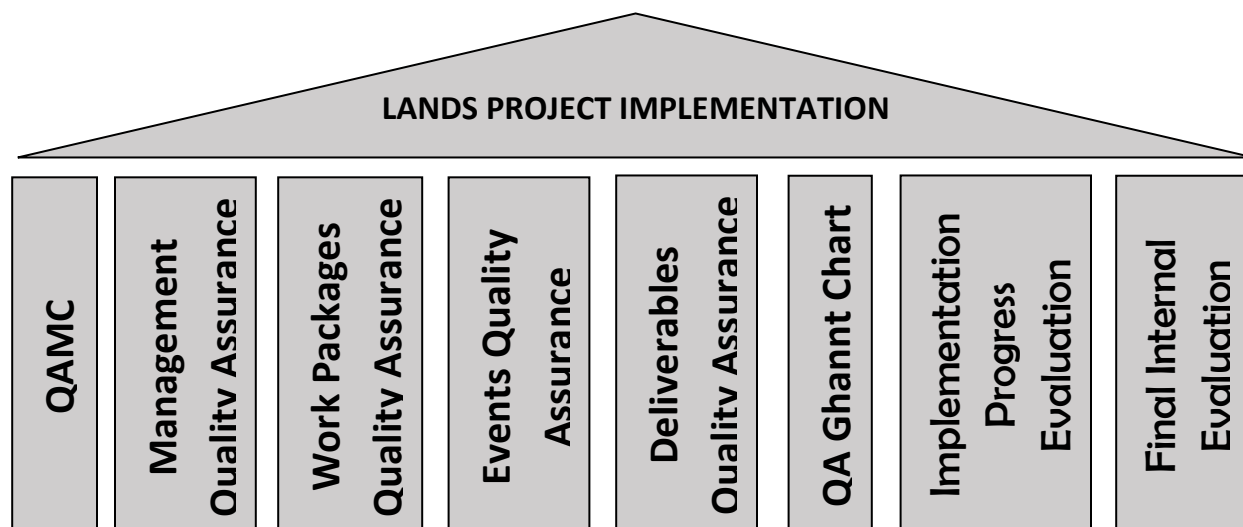 LANDS PROJECT IMPLEMENTATION
QAMC
Management
Quality Assurance
Work Packages
Quality Assurance
Events Quality
Assurance
Deliverables
Quality Assurance
QA Ghannt Chart
Implementation
Progress
Evaluation
Final Internal
Evaluation